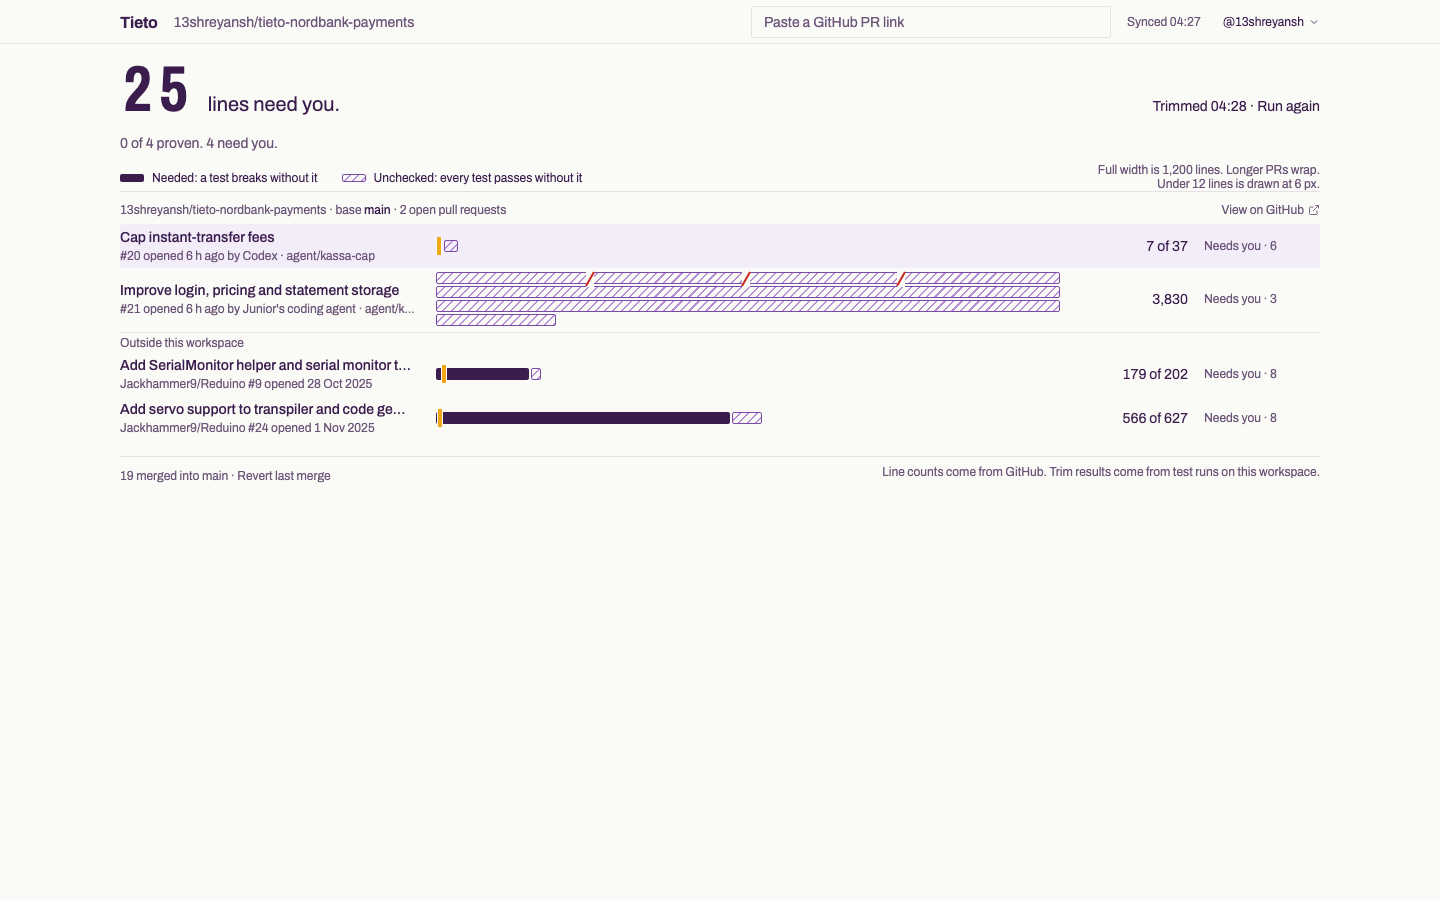 Tieto
13shreyansh/tieto-nordbank-payments
Paste a GitHub PR link
Synced 04:27
@13shreyansh
25 lines need you.
Trimmed 04:28 · Run again
0 of 4 proven. 4 need you.
Needed: a test breaks without it
Unchecked: every test passes without it
Full width is 1,200 lines. Longer PRs wrap.
Under 12 lines is drawn at 6 px.
13shreyansh/tieto-nordbank-payments · base main · 2 open pull requests
View on GitHub
Cap instant-transfer fees
#20 opened 6 h ago by Codex · agent/kassa-cap
7 of 37
Needs you · 6
Improve login, pricing and statement storage
#21 opened 6 h ago by Junior's coding agent · agent/k...
3,830
Needs you · 3
Outside this workspace
Add SerialMonitor helper and serial monitor t...
Jackhammer9/Reduino #9 opened 28 Oct 2025
179 of 202
Needs you · 8
Add servo support to transpiler and code ge...
Jackhammer9/Reduino #24 opened 1 Nov 2025
566 of 627
Needs you · 8
19 merged into main · Revert last merge
Line counts come from GitHub. Trim results come from test runs on this workspace.